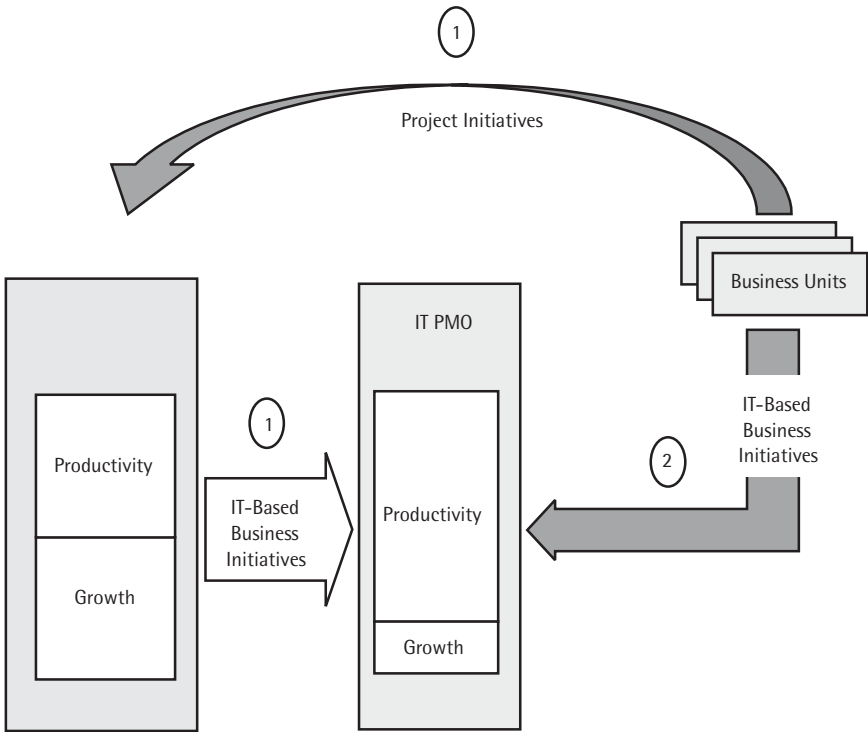 1
Project Initiatives
Business Units
IT PMO
IT-Based
Business
Initiatives
1
2
Productivity
IT-Based
Business
Initiatives
Productivity
Growth
Growth